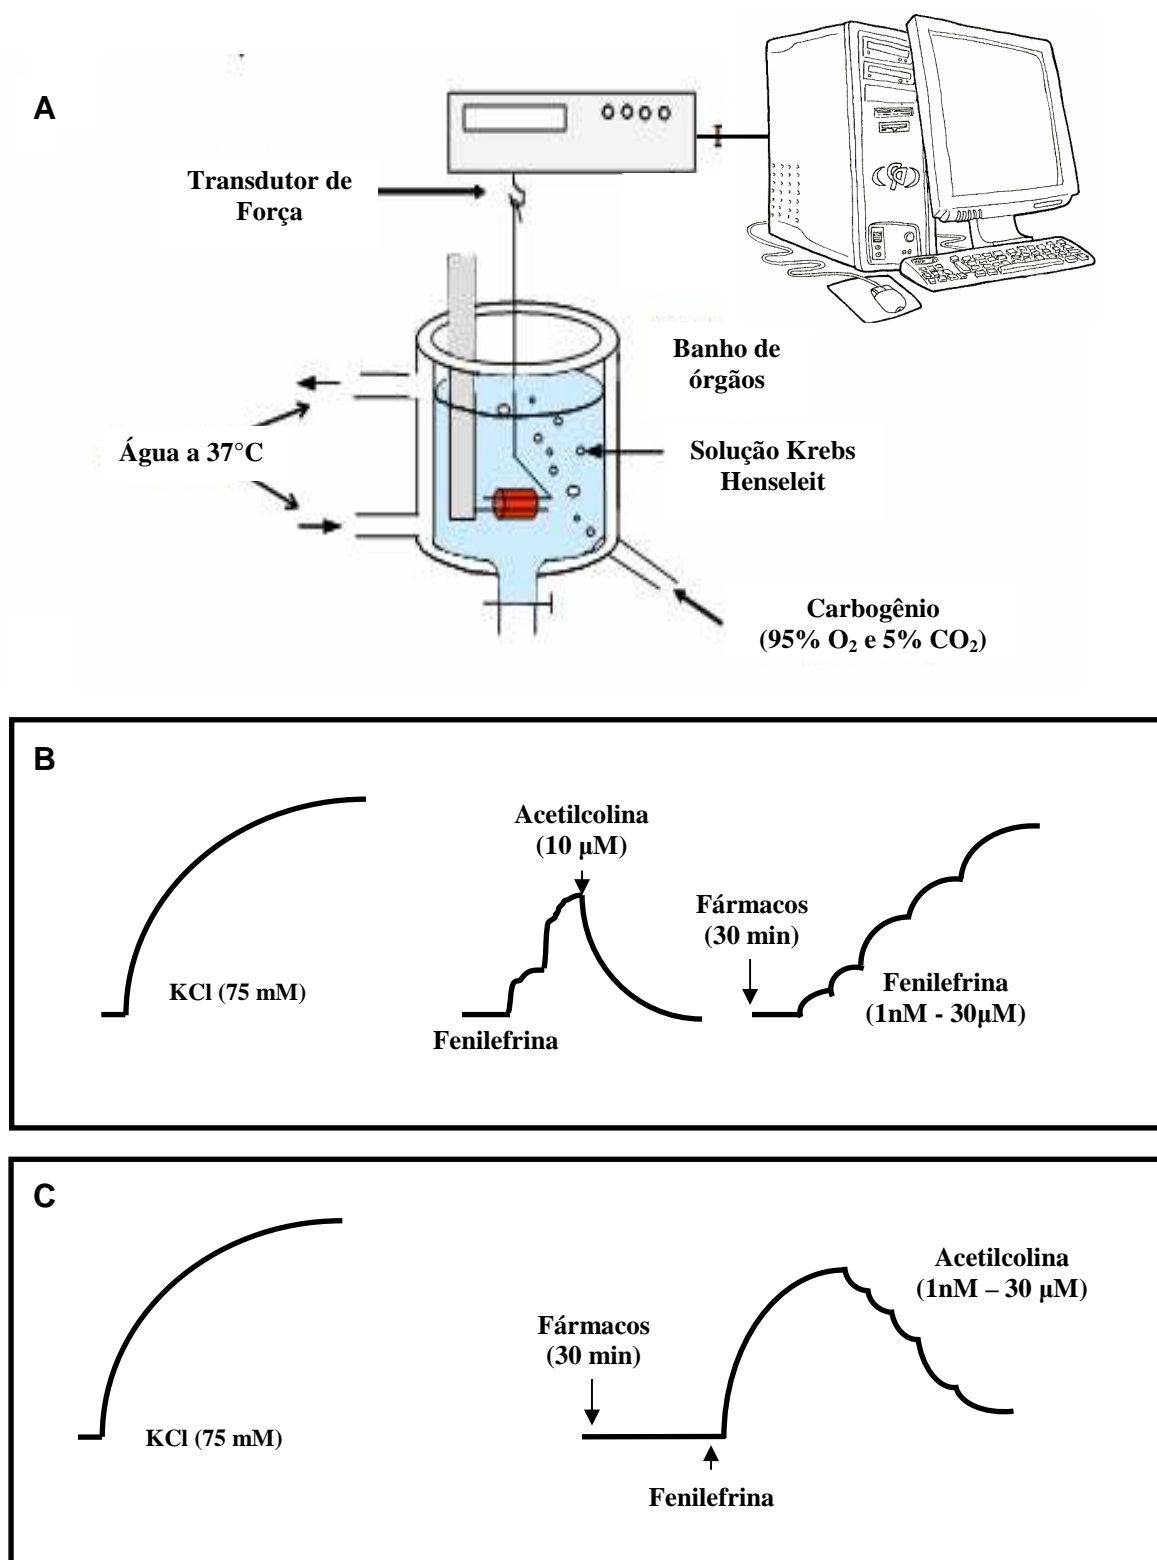 A
Transdutor de
Força
Banho de
órgãos
Água a 37°C
Solução Krebs
Henseleit
Carbogênio
(95% O₂ e 5% CO₂)
B
Acetilcolina
(10 µM)
Fármacos
(30 min)
KCl (75 mM)
Fenilefrina
(1nM - 30µM)
Fenilefrina
C
Acetilcolina
(1nM – 30 µM)
Fármacos
(30 min)
KCl (75 mM)
Fenilefrina